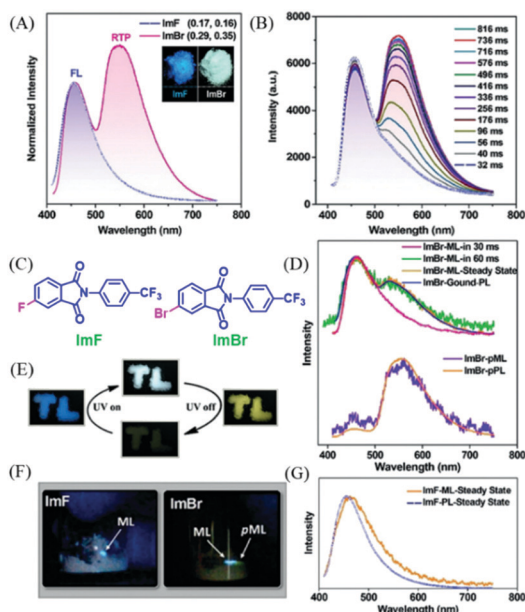 (A)
ImF (0.17, 0.16)
ImBr (0.29, 0.35)
RTP
FL
ImF
ImBr
Normalized Intensity
400 500 600 700 800
Wavelength (nm)
(B)
8000
6000
4000
2000
Intensity (a.u.)
816 ms
736 ms
716 ms
576 ms
496 ms
416 ms
336 ms
256 ms
176 ms
96 ms
56 ms
40 ms
32 ms
400 500 600 700 800
Wavelength (nm)
(C)
F
O
N
O
CF3
ImF
Br
O
N
O
CF3
ImBr
(D)
ImBr-ML-in 30 ms
ImBr-ML-in 60 ms
ImBr-ML-Steady State
ImBr-Gound-PL
Intensity
ImBr-pML
ImBr-pPL
400 500 600 700 800
Wavelength (nm)
(E)
TL
TL
UV on
UV off
TL
TL
(F)
ImF
ML
ImBr
ML
pML
(G)
ImF-ML-Steady State
ImF-PL-Steady State
Intensity
400 500 600 700 800
Wavelength (nm)